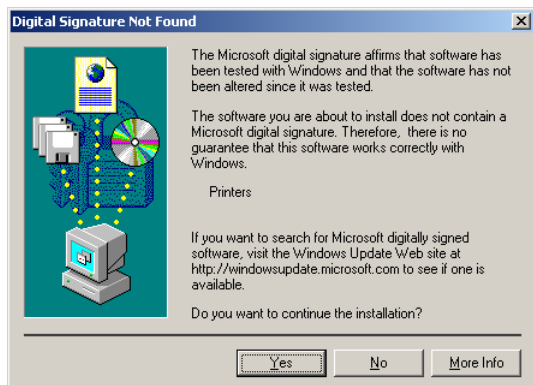 Digital Signature Not Found
The Microsoft digital signature affirms that software has
been tested with Windows and that the software has not
been altered since it was tested.
The software you are about to install does not contain a
Microsoft digital signature. Therefore, there is no
guarantee that this software works correctly with
Windows.
Printers
If you want to search for Microsoft digitally signed
software, visit the Windows Update Web site at
http://windowsupdate.microsoft.com to see if one is
available.
Do you want to continue the installation?
Yes No More Info